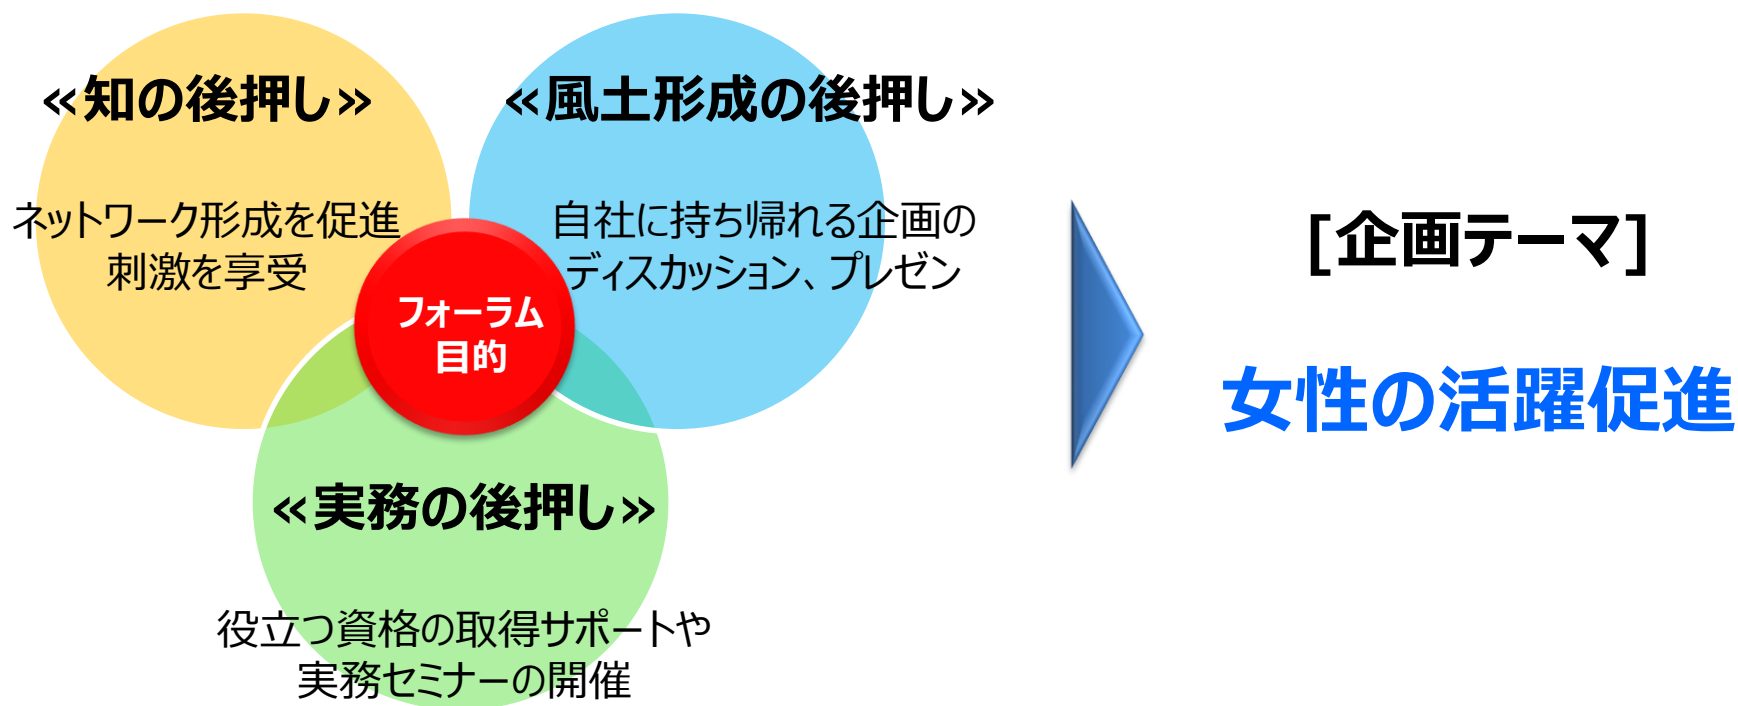 ≪知の後押し≫
ネットワーク形成を促進
刺激を享受
≪風土形成の後押し≫
自社に持ち帰れる企画の
ディスカッション、プレゼン
フォーラム
目的
≪実務の後押し≫
役立つ資格の取得サポートや
実務セミナーの開催
[企画テーマ]
女性の活躍促進